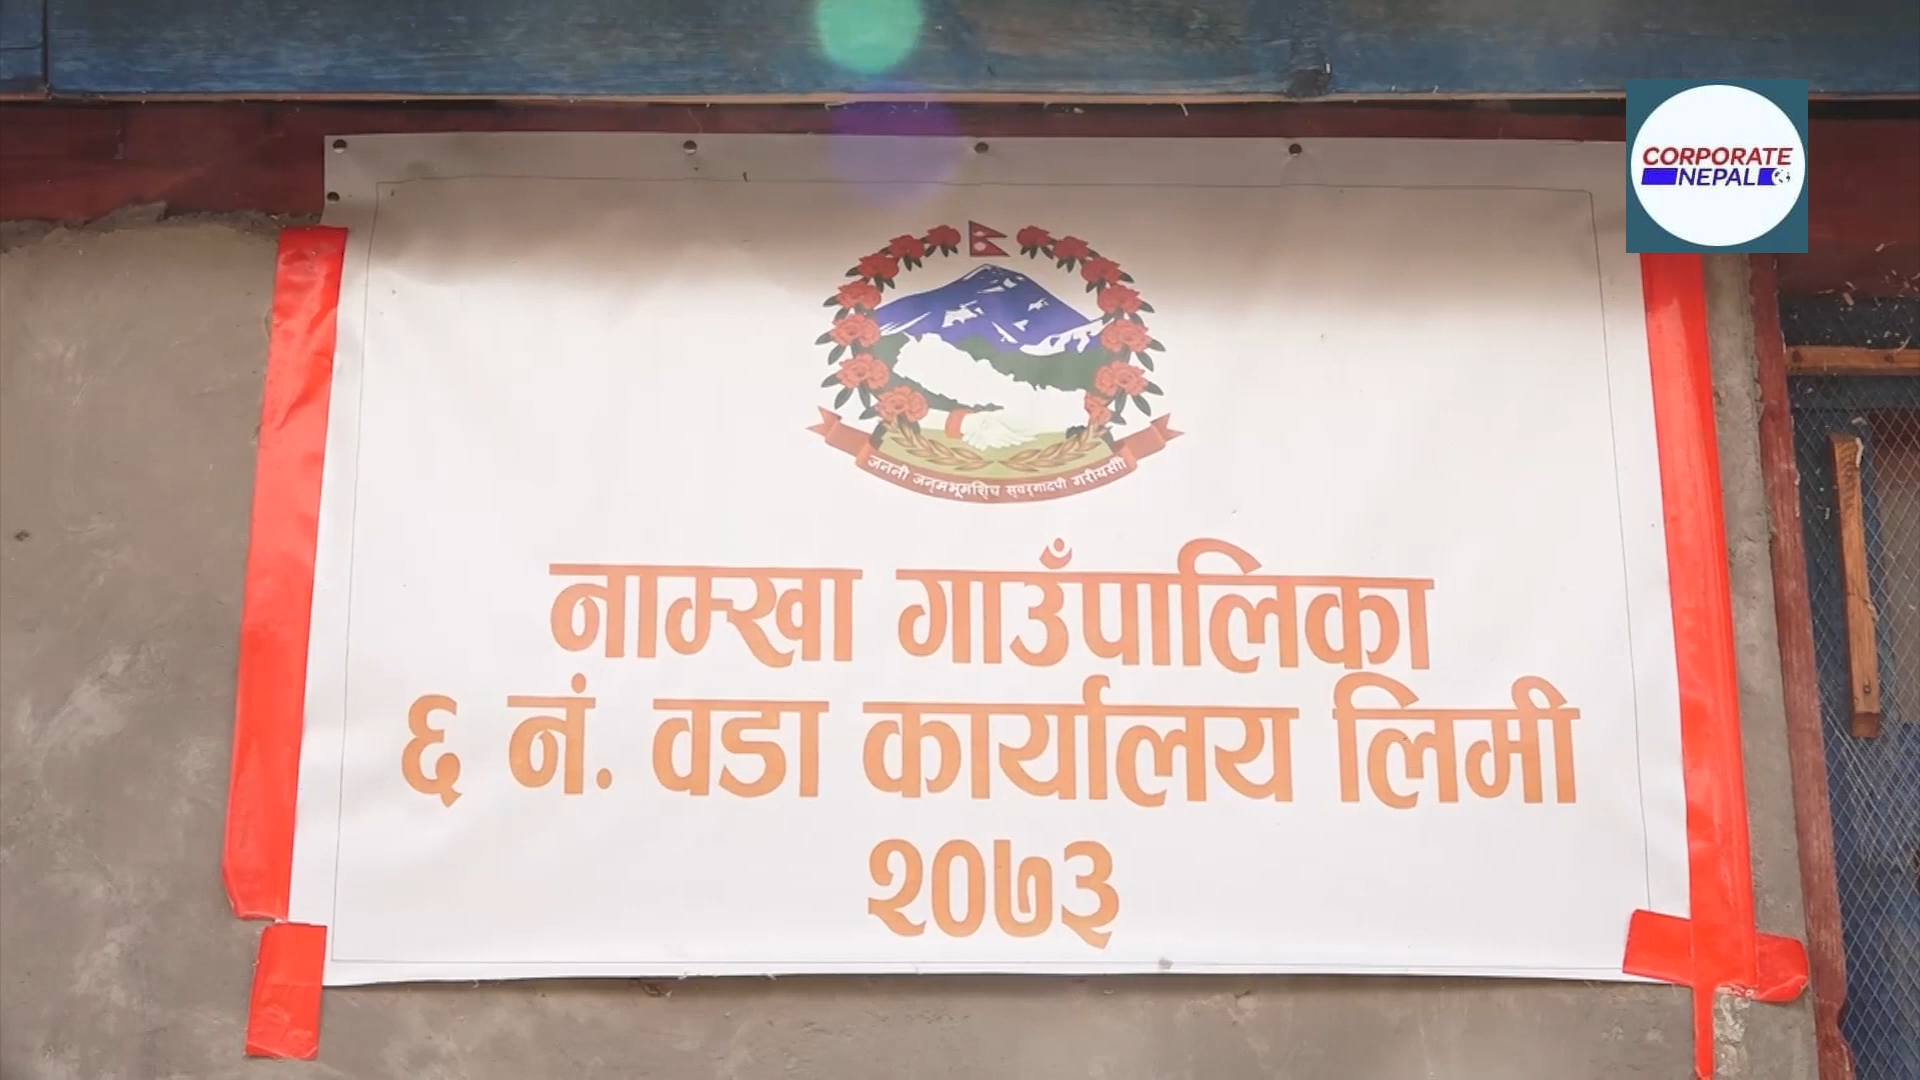 CORPORATE
NEPAL
जननी जन्मभूमिश्च स्वर्गादपी गरीयसी
नाम्खा गाउँपालिका
६ नं. वडा कार्यालय लिमी
२०७३